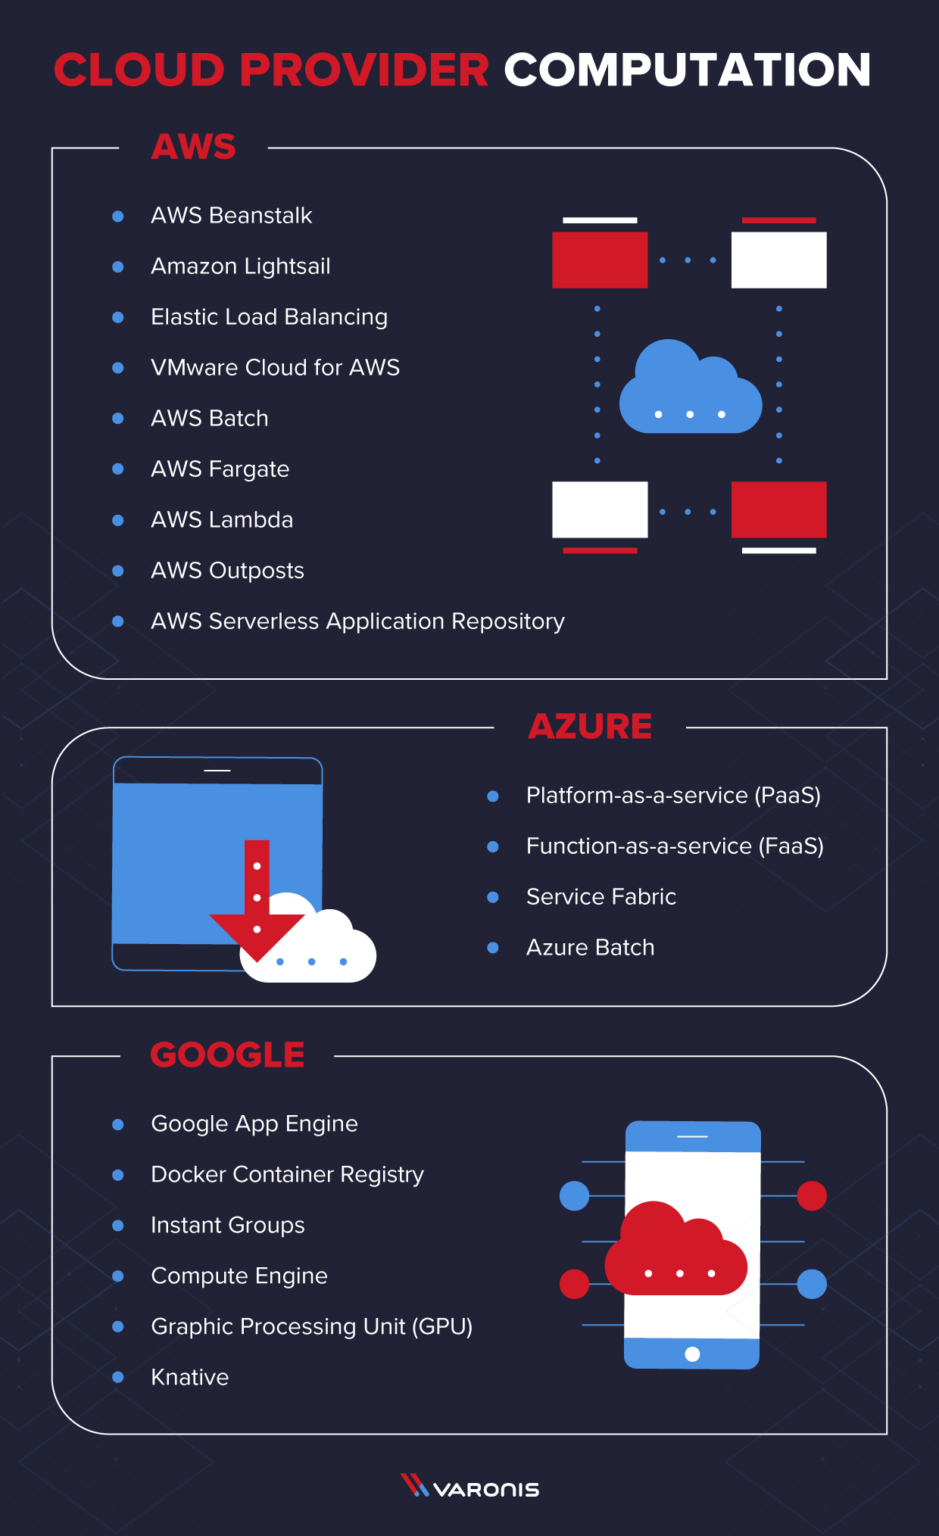 CLOUD PROVIDER COMPUTATION
AWS
AWS Beanstalk
Amazon Lightsail
Elastic Load Balancing
VMware Cloud for AWS
AWS Batch
AWS Fargate
AWS Lambda
AWS Outposts
AWS Serverless Application Repository
AZURE
Platform-as-a-service (PaaS)
Function-as-a-service (FaaS)
Service Fabric
Azure Batch
GOOGLE
Google App Engine
Docker Container Registry
Instant Groups
Compute Engine
Graphic Processing Unit (GPU)
Knative
VARONIS